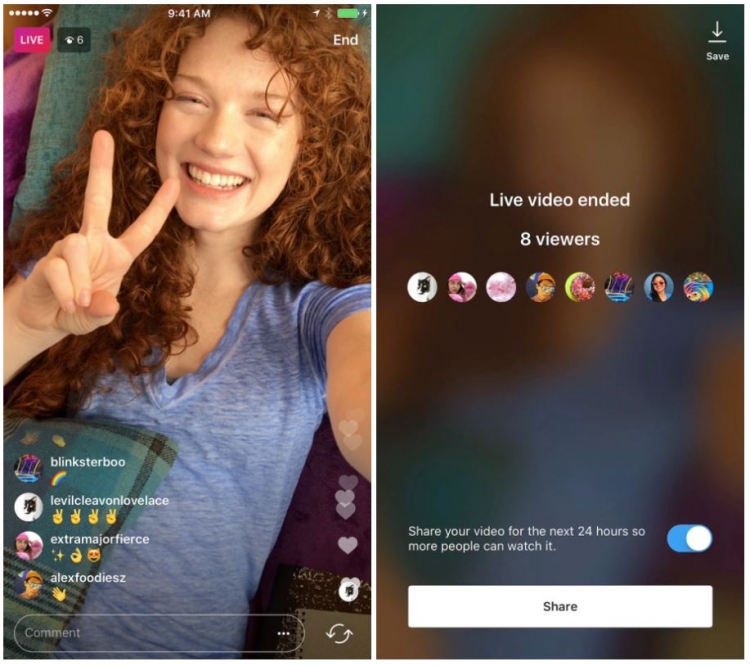 9:41 AM
LIVE
6
End
blinksterboo
🌈
levilcleavonlovelace
✌️✌️✌️✌️
extramajorfierce
✨👌😻
alexfoodiesz
👋
Comment
Save
Live video ended
8 viewers
Share your video for the next 24 hours so
more people can watch it.
Share